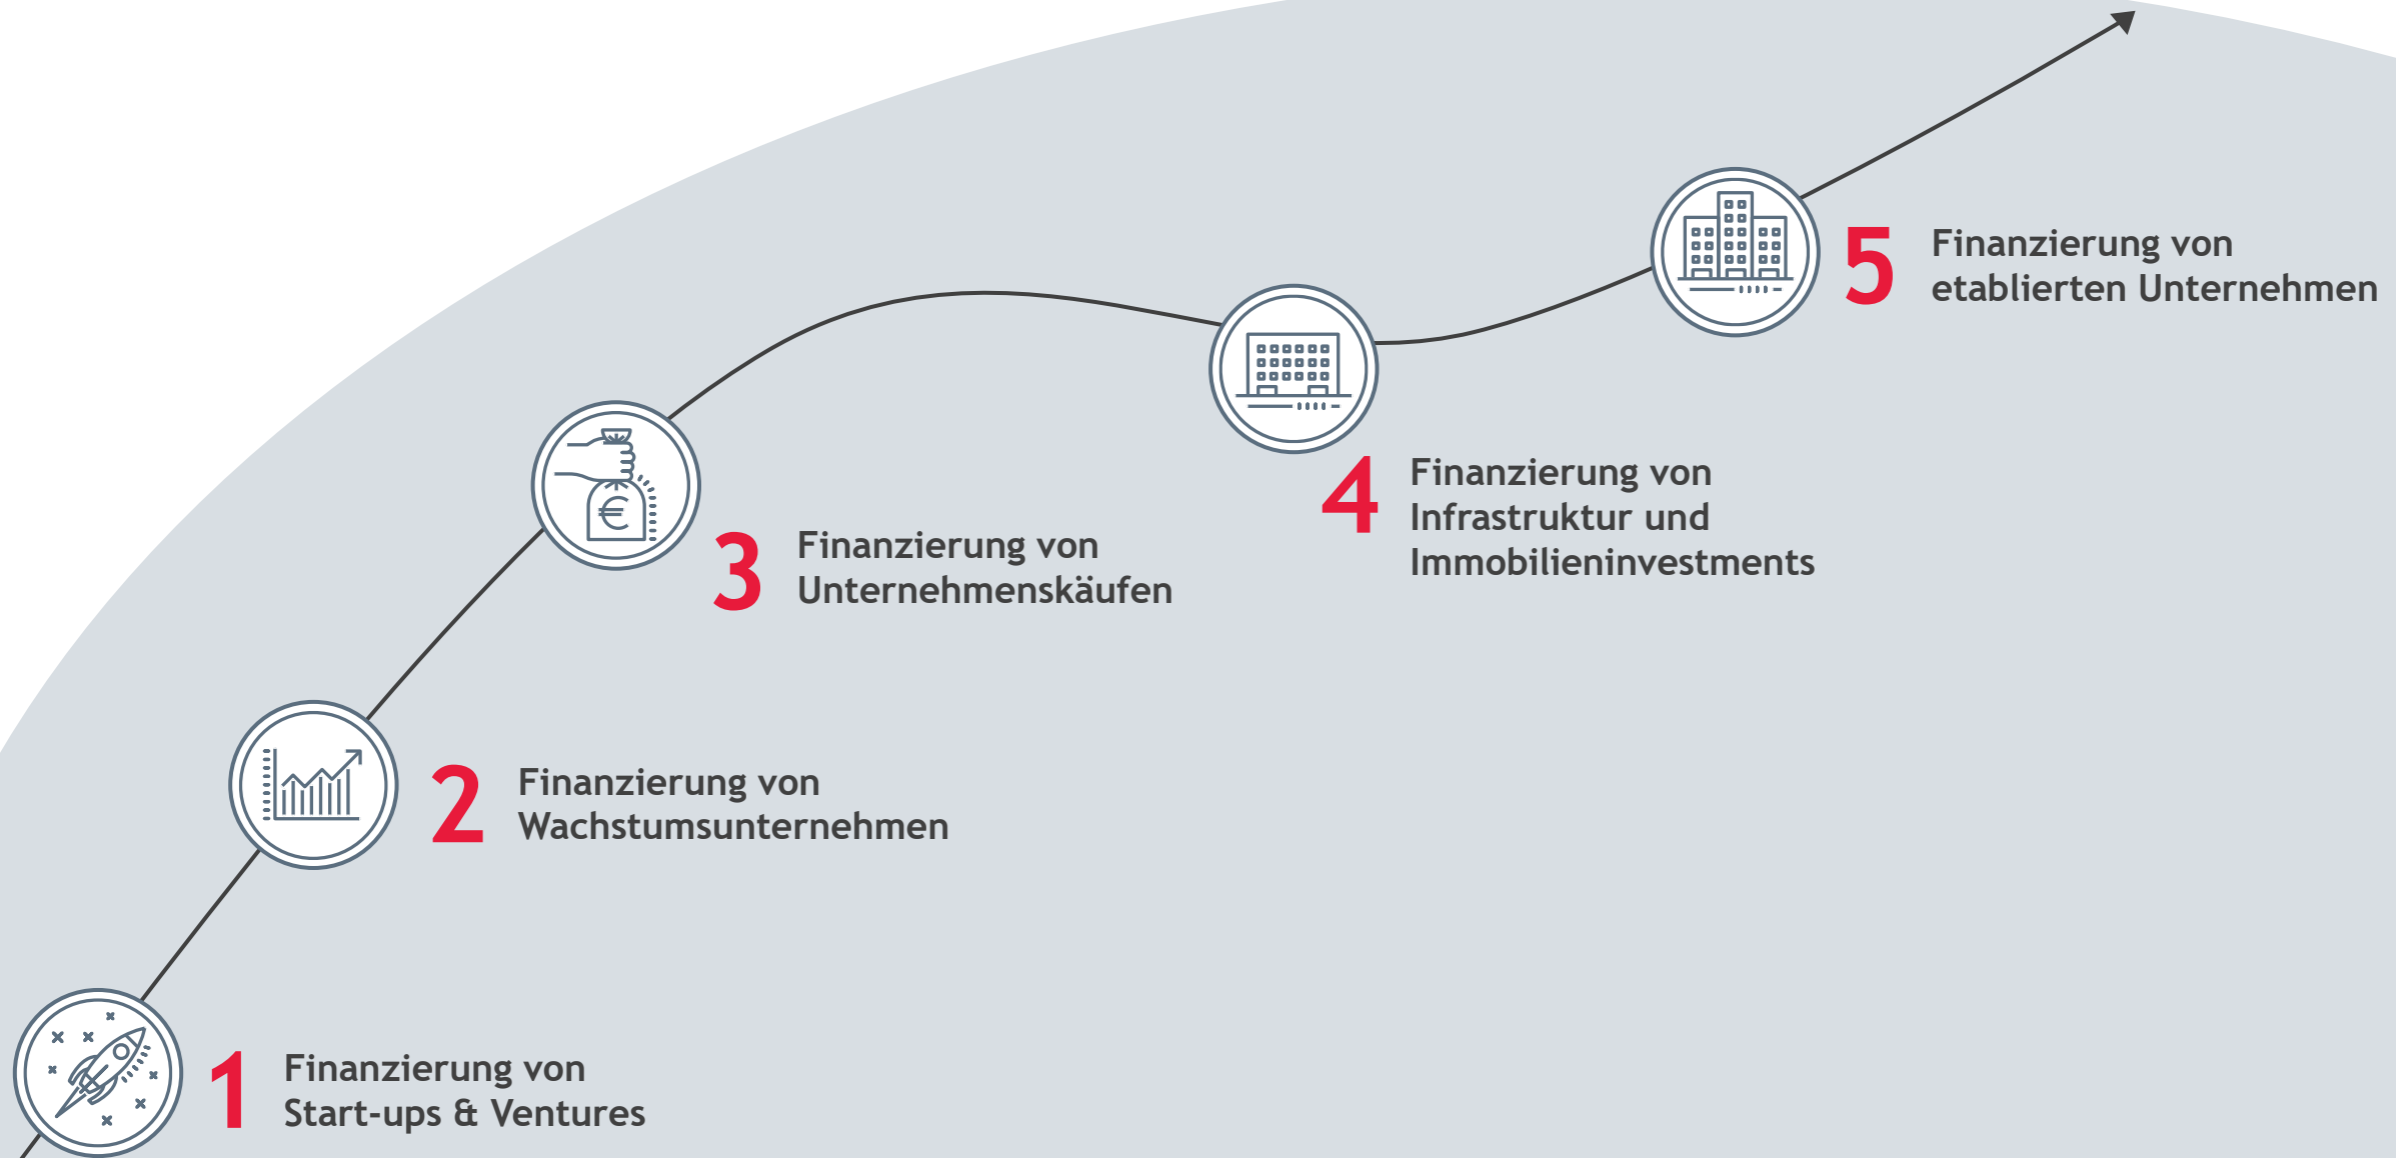 1
Finanzierung von
Start-ups & Ventures
2
Finanzierung von
Wachstumsunternehmen
3
Finanzierung von
Unternehmenskäufen
€
4
Finanzierung von
Infrastruktur und
Immobilieninvestments
5
Finanzierung von
etablierten Unternehmen